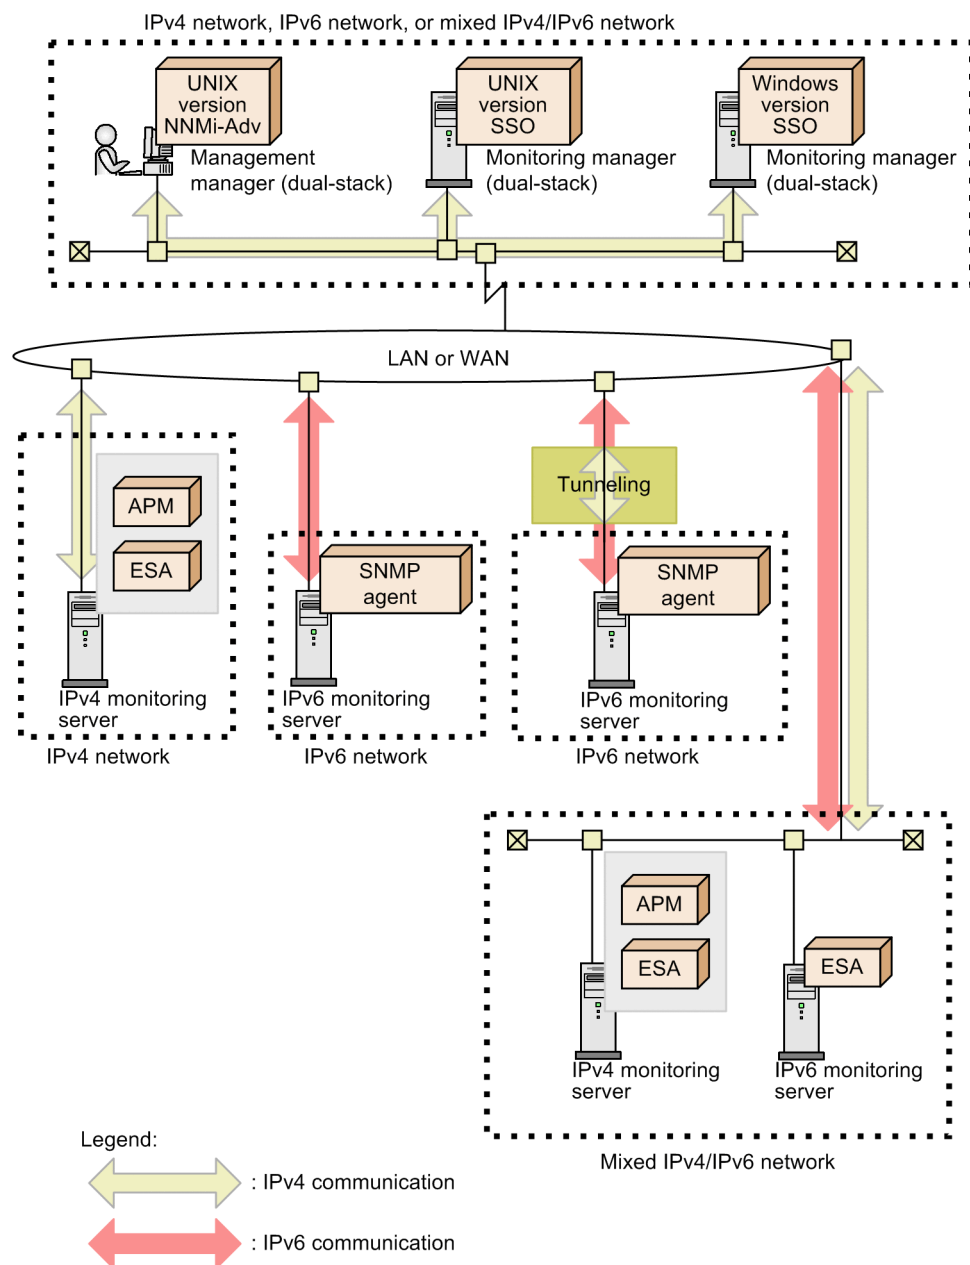 IPv4 network, IPv6 network, or mixed IPv4/IPv6 network
UNIX
version
NNMi-Adv
Management
manager (dual-stack)
UNIX
version
SSO
Monitoring manager
(dual-stack)
Windows
version
SSO
Monitoring manager
(dual-stack)
LAN or WAN
APM
ESA
IPv4 monitoring
server
IPv4 network
SNMP
agent
IPv6 monitoring
server
IPv6 network
Tunneling
SNMP
agent
IPv6 monitoring
server
IPv6 network
APM
ESA
IPv4 monitoring
server
ESA
IPv6 monitoring
server
Mixed IPv4/IPv6 network
Legend:
: IPv4 communication
: IPv6 communication